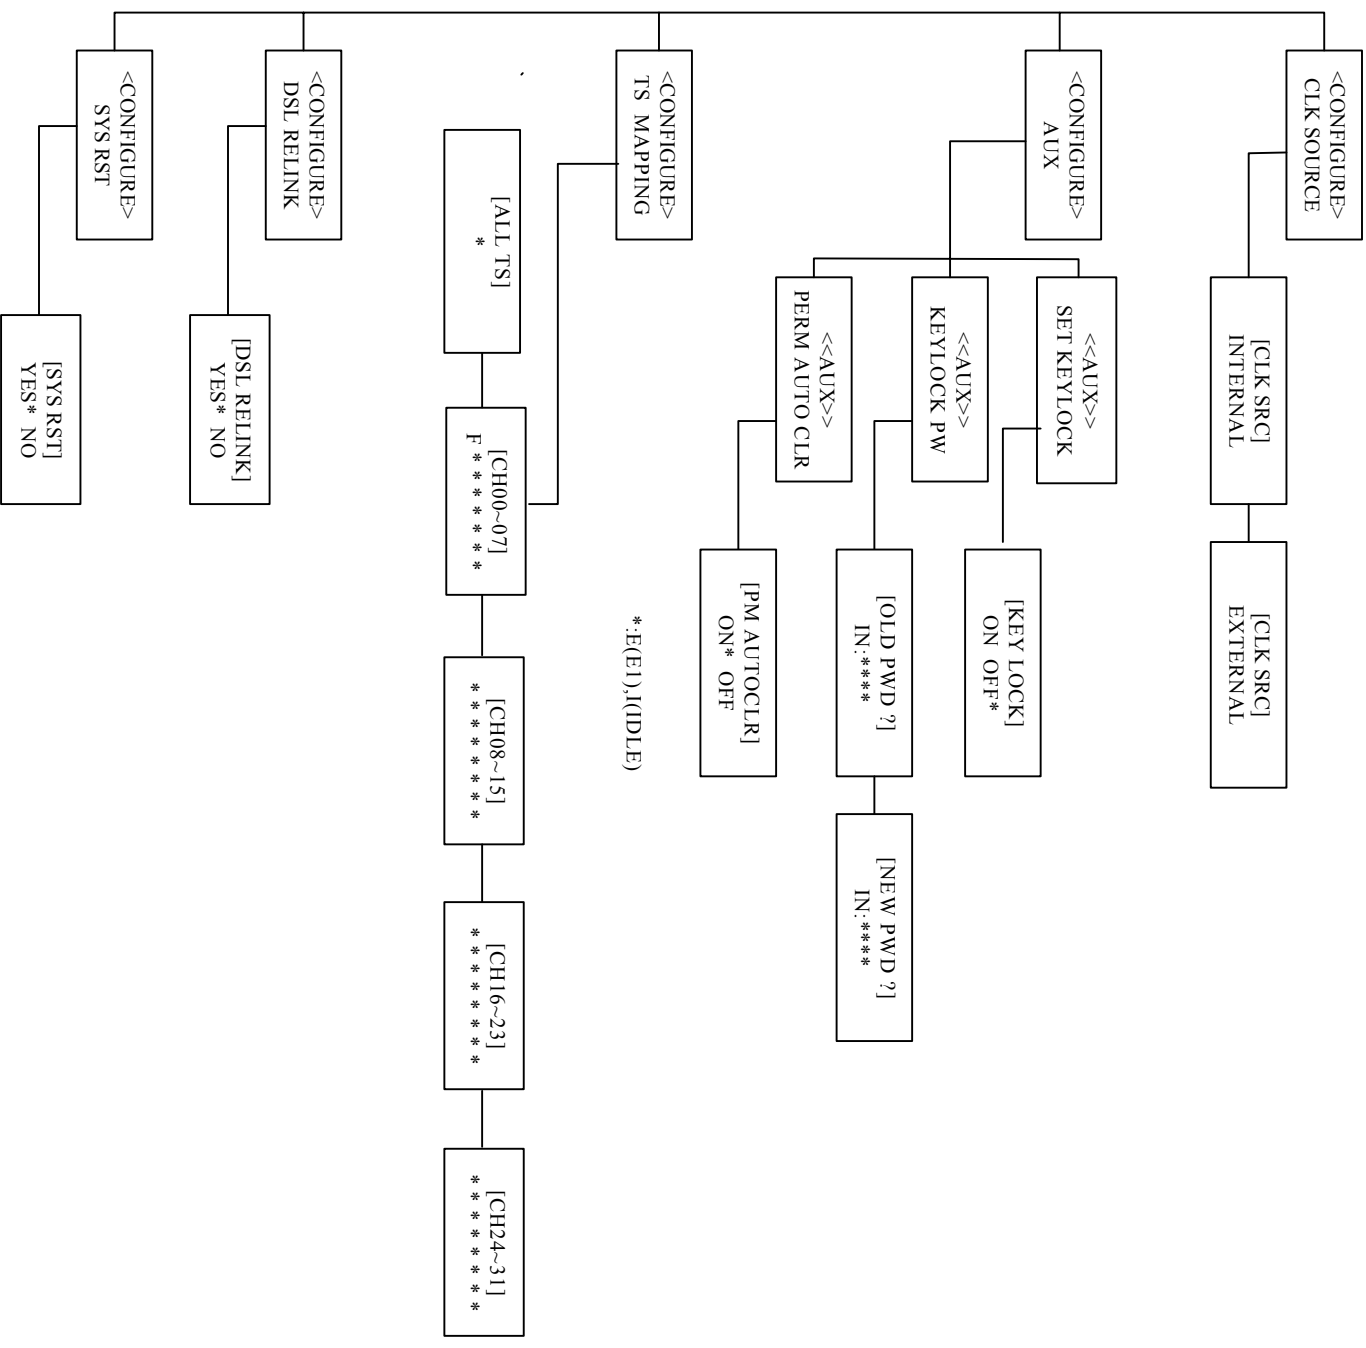 <CONFIGURE>
CLK SOURCE
[CLK SRC]
INTERNAL
[CLK SRC]
EXTERNAL
<CONFIGURE>
AUX
<<AUX>>
SET KEYLOCK
[KEY LOCK]
ON OFF*
<<AUX>>
KEYLOCK PW
[OLD PWD ?]
IN:****
[NEW PWD ?]
IN:****
<<AUX>>
PERM AUTO CLR
[PM AUTOCLR]
ON* OFF
<CONFIGURE>
TS MAPPING
*:E(E1),I(IDLE)
[ALL TS]
*
[CH00~07]
F * * * * * * *
[CH08~15]
* * * * * * * *
[CH16~23]
* * * * * * * *
[CH24~31]
* * * * * * * *
<CONFIGURE>
DSL RELINK
[DSL RELINK]
YES* NO
<CONFIGURE>
SYS RST
[SYS RST]
YES* NO